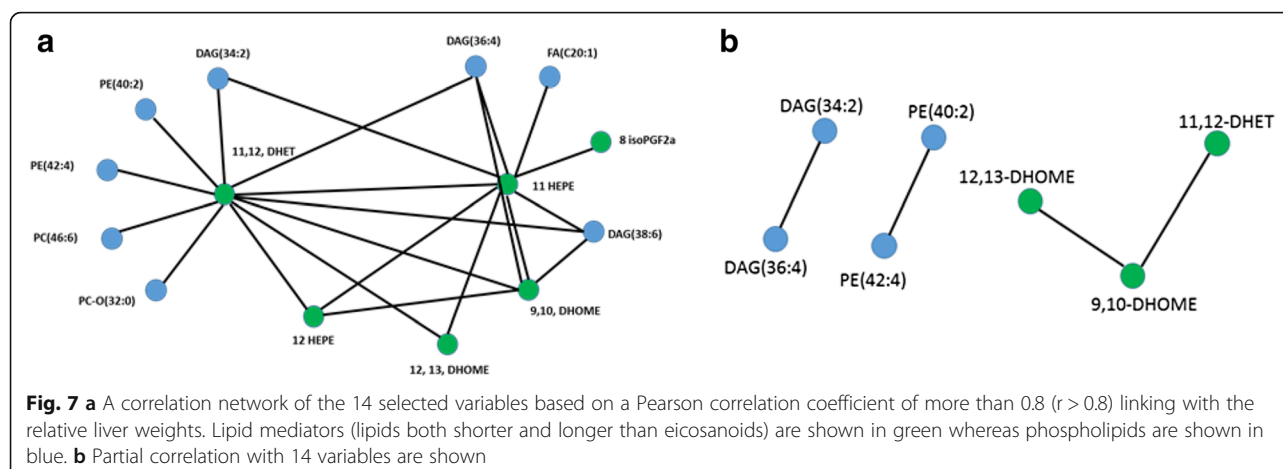 a
DAG(34:2)
DAG(36:4)
FA(C20:1)
PE(40:2)
8 isoPGF2a
11,12, DHET
PE(42:4)
11 HEPE
PC(46:6)
DAG(38:6)
PC-O(32:0)
9,10, DHOME
12 HEPE
12, 13, DHOME
b
DAG(34:2)
PE(40:2)
11,12-DHET
12,13-DHOME
DAG(36:4)
PE(42:4)
9,10-DHOME
Fig. 7 a A correlation network of the 14 selected variables based on a Pearson correlation coefficient of more than 0.8 (r > 0.8) linking with the
relative liver weights. Lipid mediators (lipids both shorter and longer than eicosanoids) are shown in green whereas phospholipids are shown in
blue. b Partial correlation with 14 variables are shown